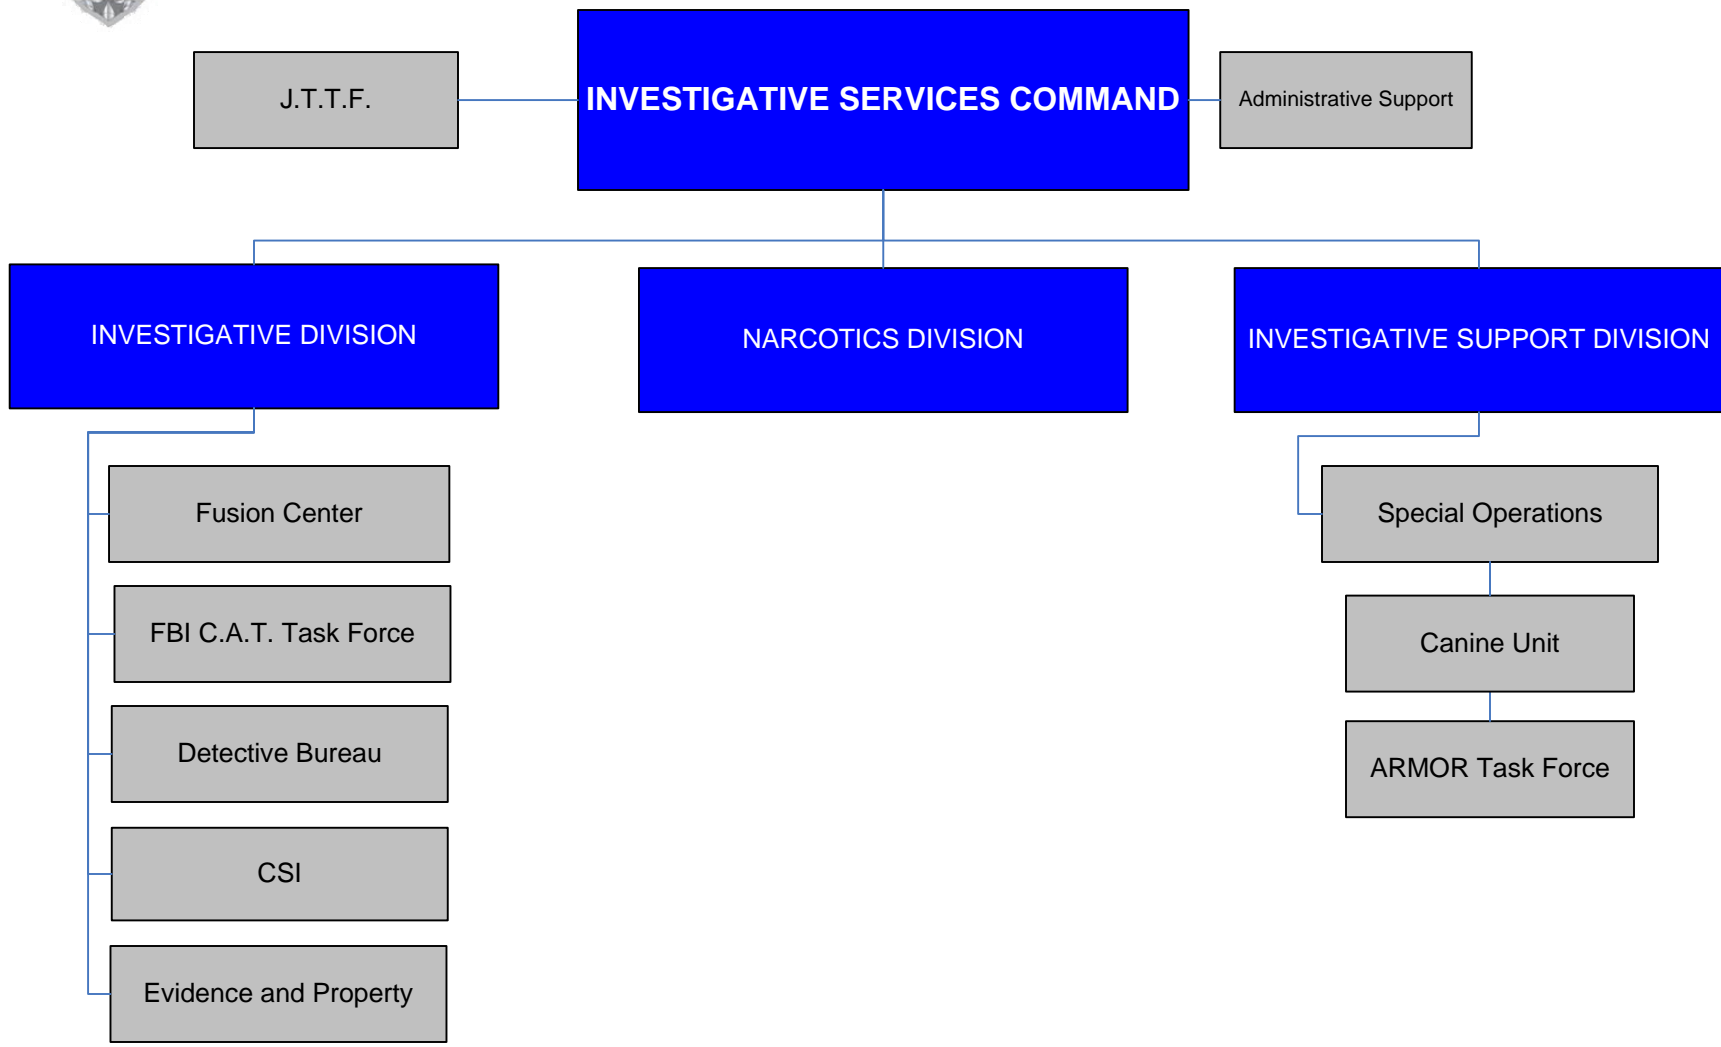 J.T.T.F.
INVESTIGATIVE SERVICES COMMAND
Administrative Support
INVESTIGATIVE DIVISION
NARCOTICS DIVISION
INVESTIGATIVE SUPPORT DIVISION
Fusion Center
FBI C.A.T. Task Force
Detective Bureau
CSI
Evidence and Property
Special Operations
Canine Unit
ARMOR Task Force